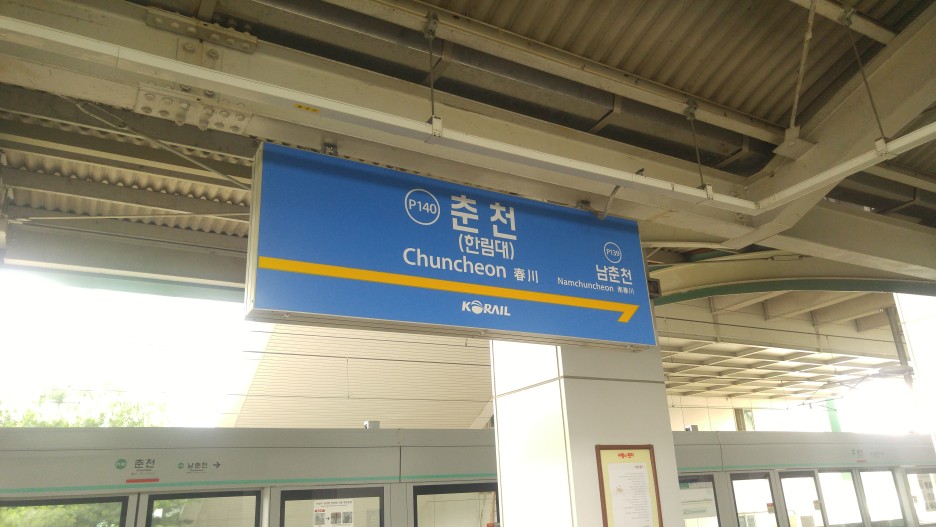 P140
춘천
(한림대)
Chuncheon 春川
P139
남춘천
Namchuncheon 南春川
KORAIL
춘천
남춘천